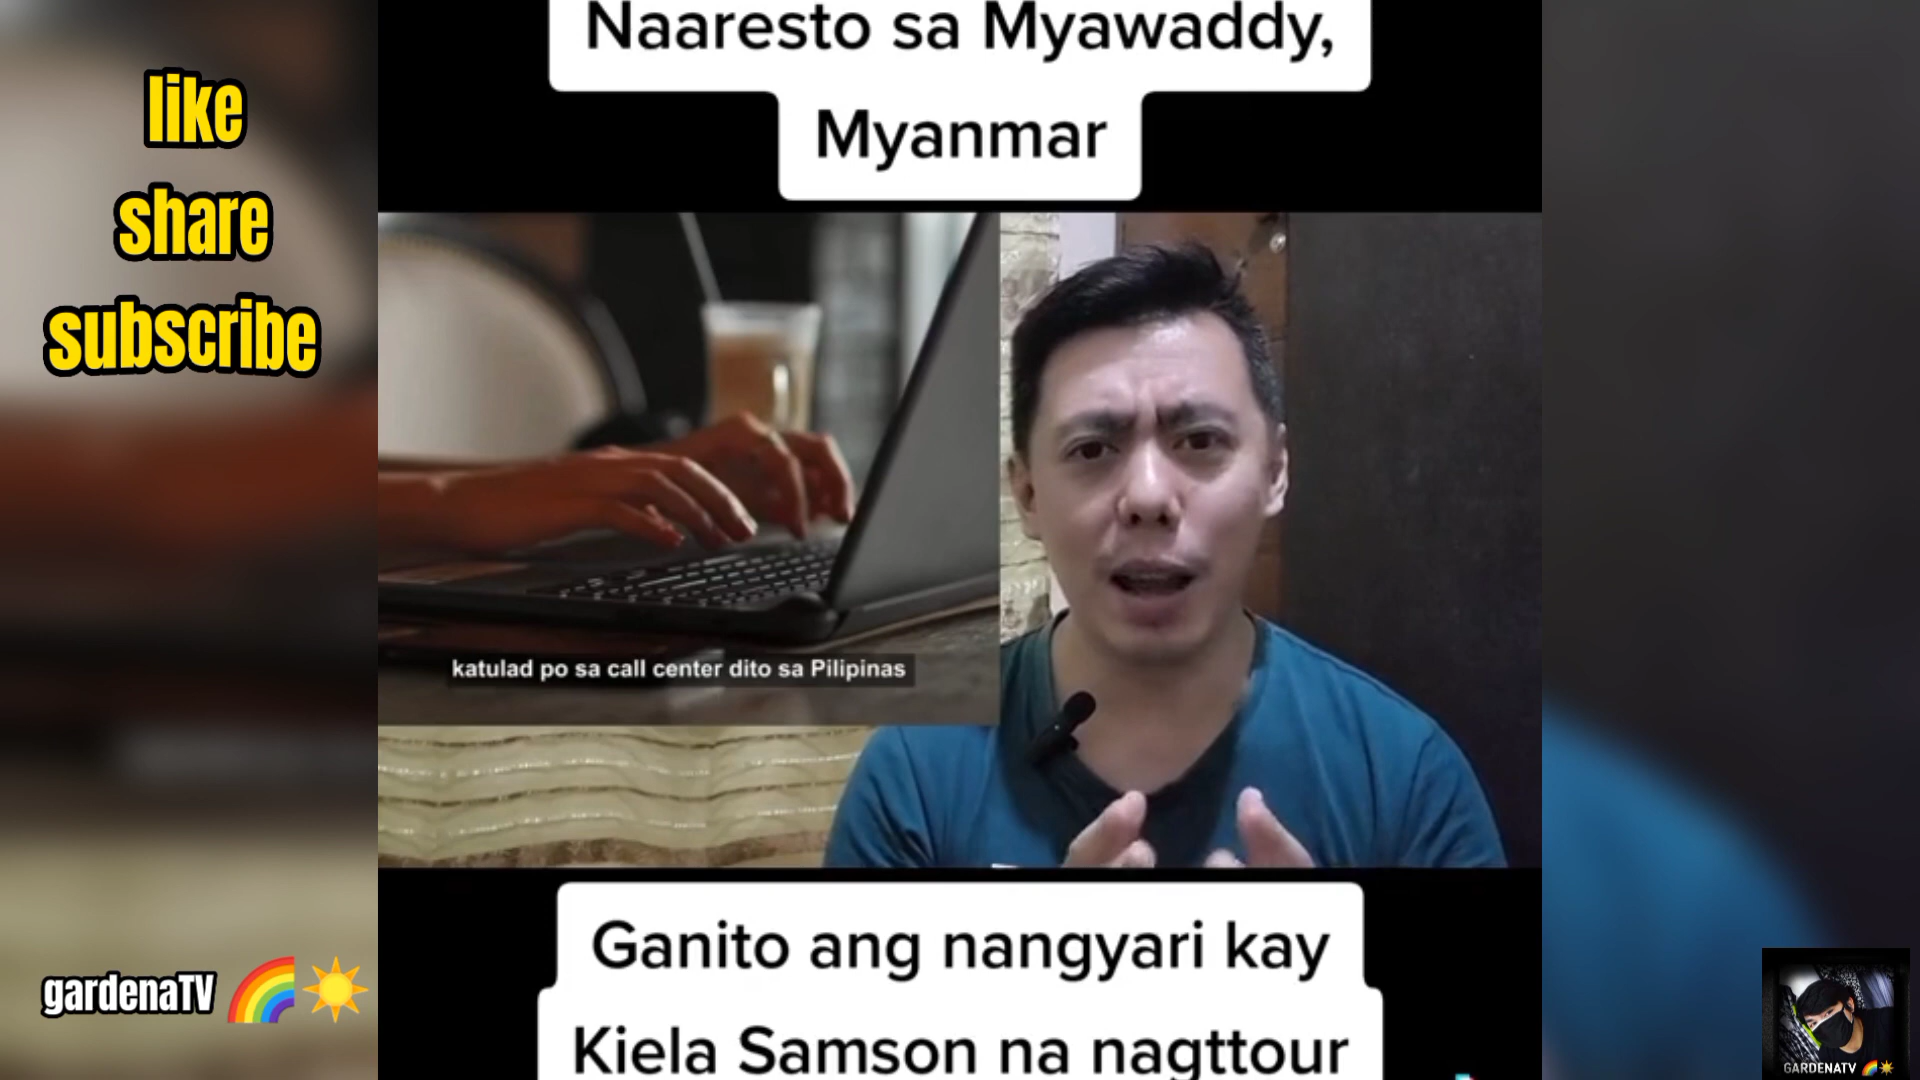 Naaresto sa Myawaddy,
Myanmar
like
share
subscribe
katulad po sa call center dito sa Pilipinas
Ganito ang nangyari kay
Kiela Samson na nagttour
gardenaTV 🌈☀️
GARDENATV 🌈☀️